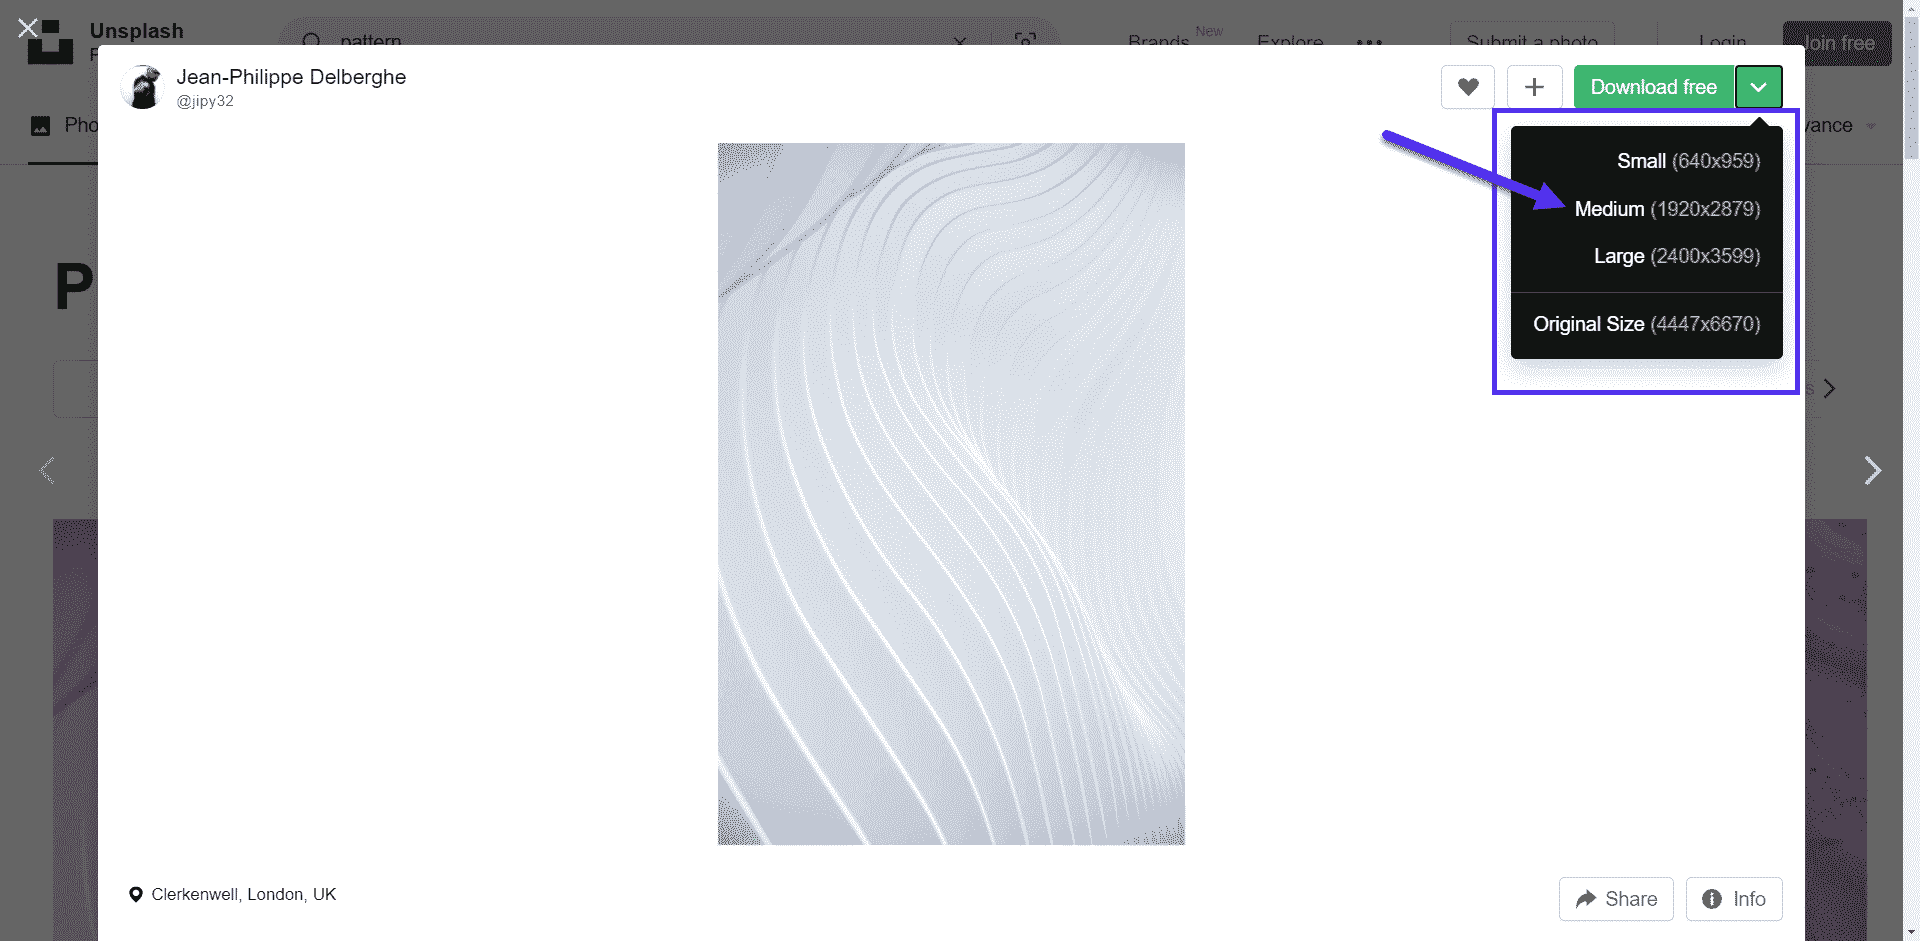 Unsplash
pattern
Brands
New
Explore
Submit a photo
Login
Join free
Jean-Philippe Delberghe
@jipy32
Download free
Pho
vance
Small (640x959)
Medium (1920x2879)
Large (2400x3599)
Original Size (4447x6670)
P
s
Clerkenwell, London, UK
Share
Info